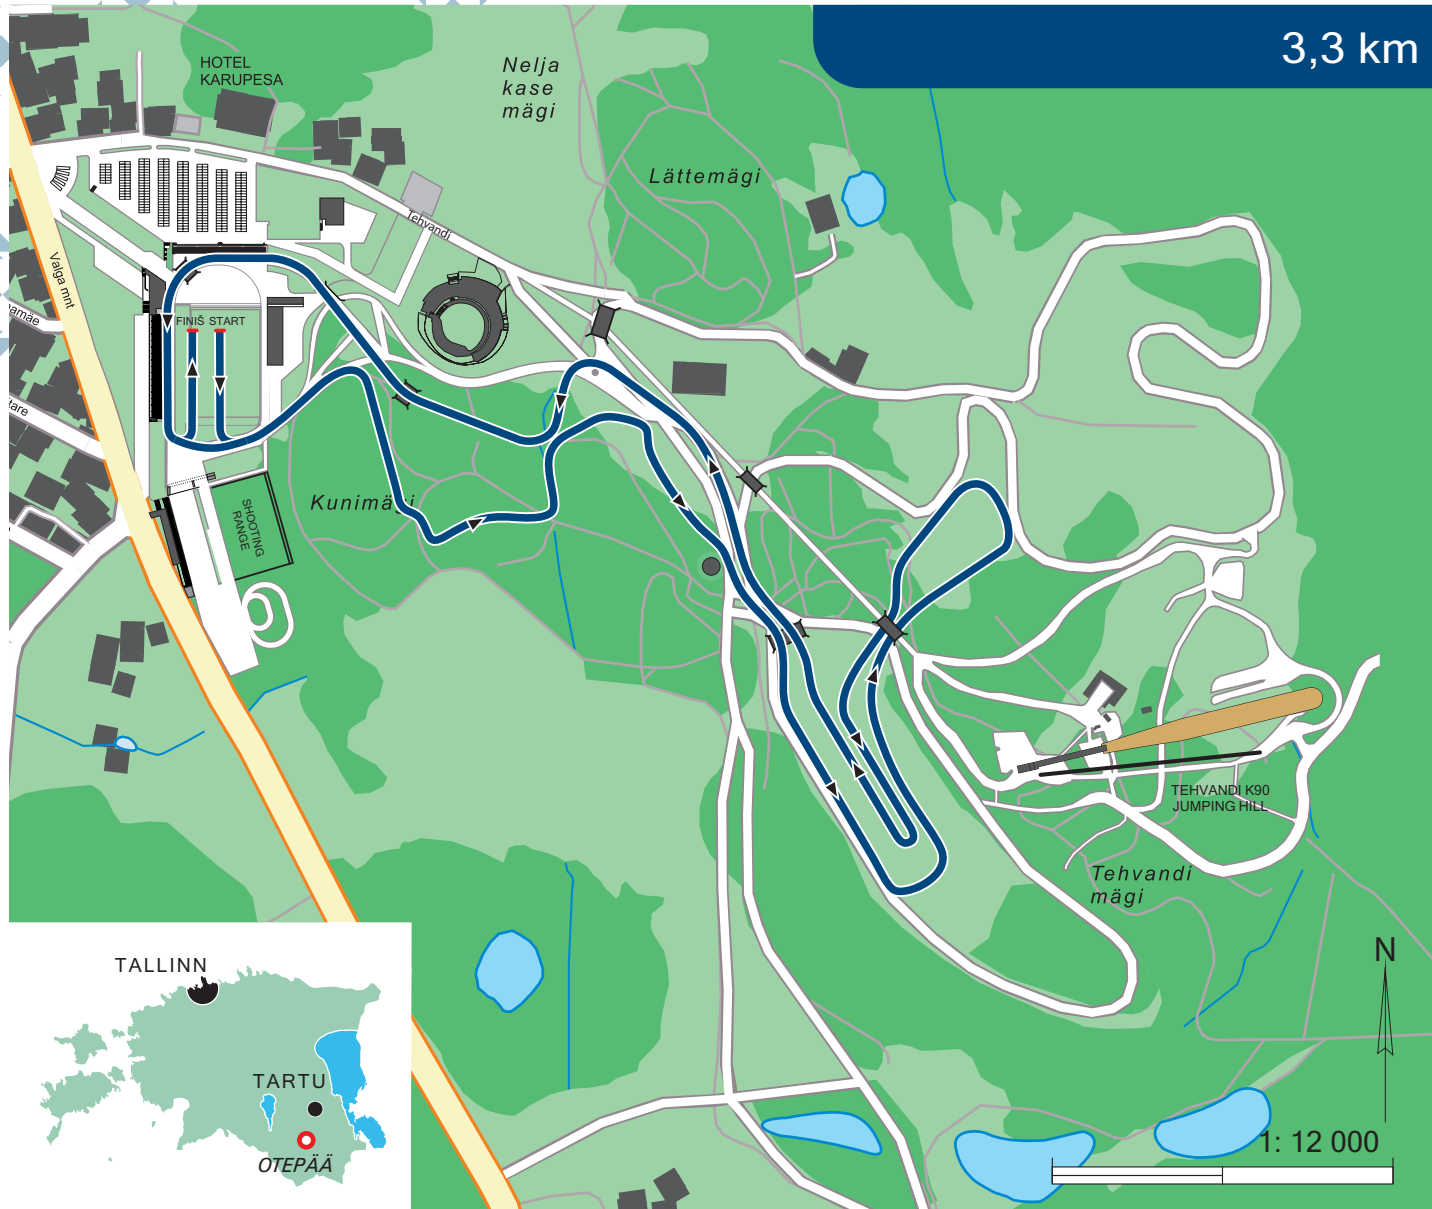 3,3 km
HOTEL
KARUPESA
Nelja
kase
mägi
Lättemägi
Tehvandi
Valga mnt
FINIŠ START
Kunimägi
SHOOTING
RANGE
TEHVANDI K90
JUMPING HILL
Tehvandi
mägi
N
1: 12 000
TALLINN
TARTU
OTEPÄÄ